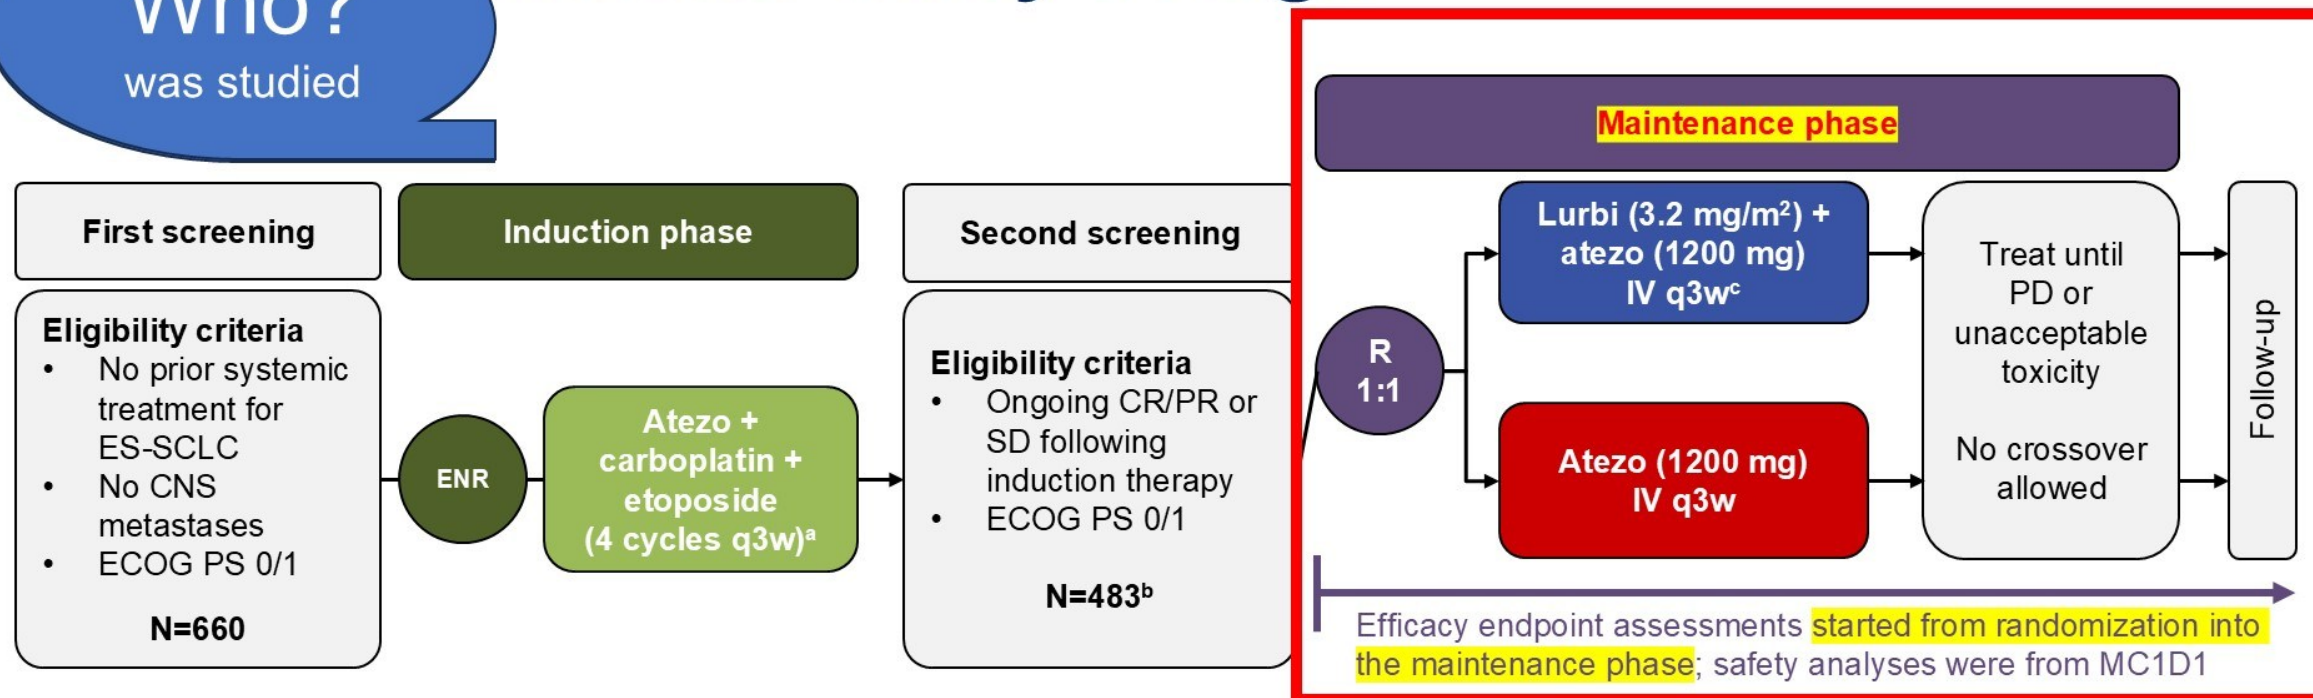 Who?
was studied
First screening
Eligibility criteria
• No prior systemic
treatment for
ES-SCLC
• No CNS
metastases
• ECOG PS 0/1
N=660
Induction phase
ENR
Atezo +
carboplatin +
etoposide
(4 cycles q3w)ᵃ
Second screening
Eligibility criteria
• Ongoing CR/PR or
SD following
induction therapy
• ECOG PS 0/1
N=483ᵇ
Maintenance phase
R
1:1
Lurbi (3.2 mg/m²) +
atezo (1200 mg)
IV q3wᶜ
Atezo (1200 mg)
IV q3w
Treat until
PD or
unacceptable
toxicity
No crossover
allowed
Follow-up
Efficacy endpoint assessments started from randomization into
the maintenance phase; safety analyses were from MC1D1